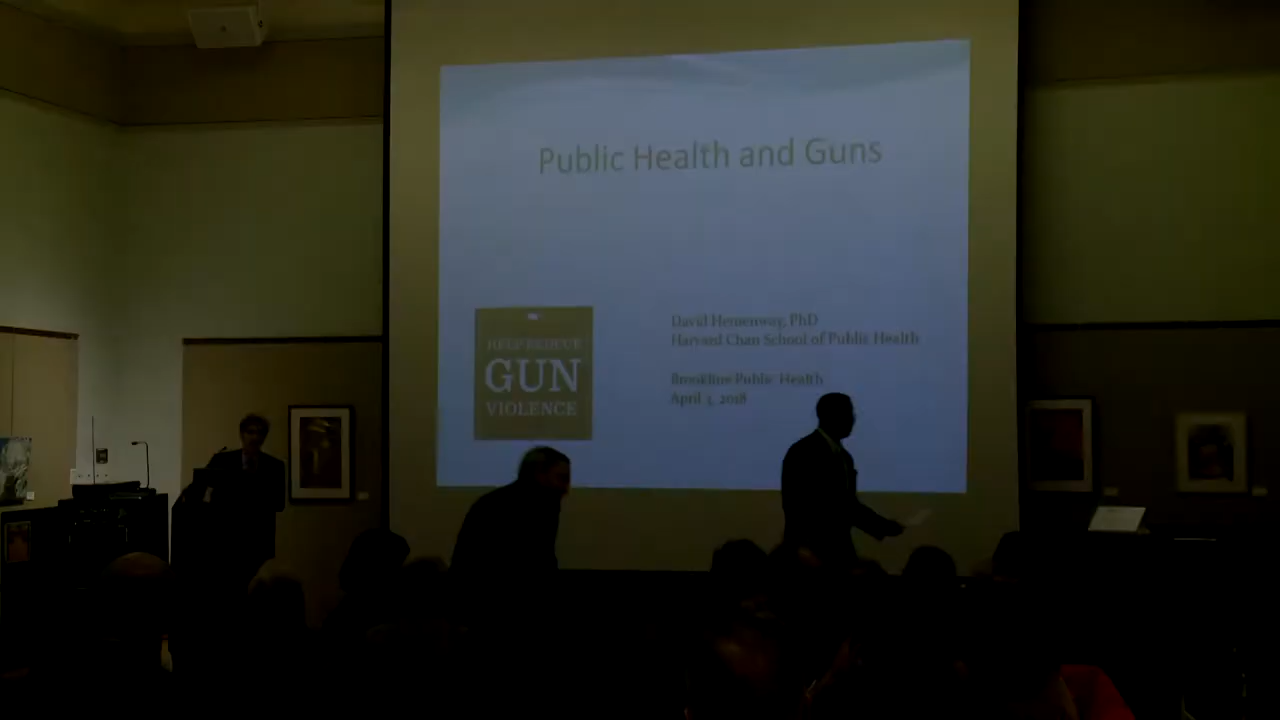 Public Health and Guns
HELP REDUCE
GUN
VIOLENCE
David Hemenway, PhD
Harvard Chan School of Public Health
Brookline Public Health
April 3, 2018